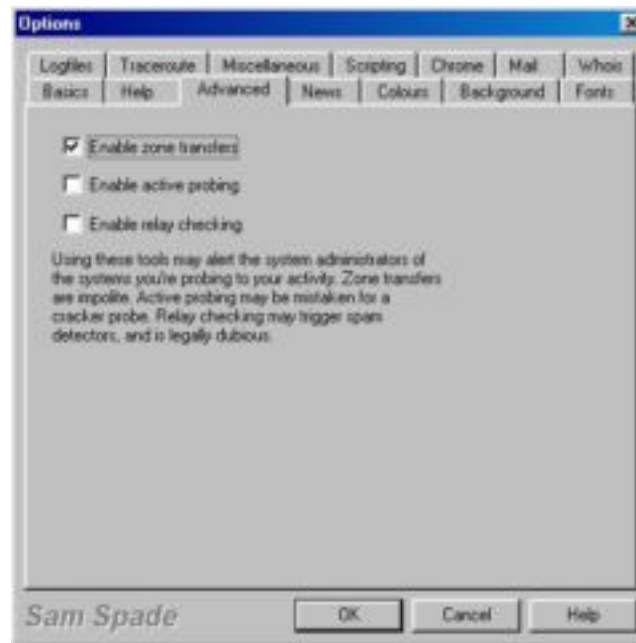 Options
Logfiles Traceroute Miscellaneous Scripting Chrome Mail Whois
Basics Help Advanced News Colours Background Fonts
Enable zone transfers
Enable active probing
Enable relay checking
Using these tools may alert the system administrators of
the systems you're probing to your activity. Zone transfers
are impolite. Active probing may be mistaken for a
cracker probe. Relay checking may trigger spam
detectors, and is legally dubious.
Sam Spade OK Cancel Help